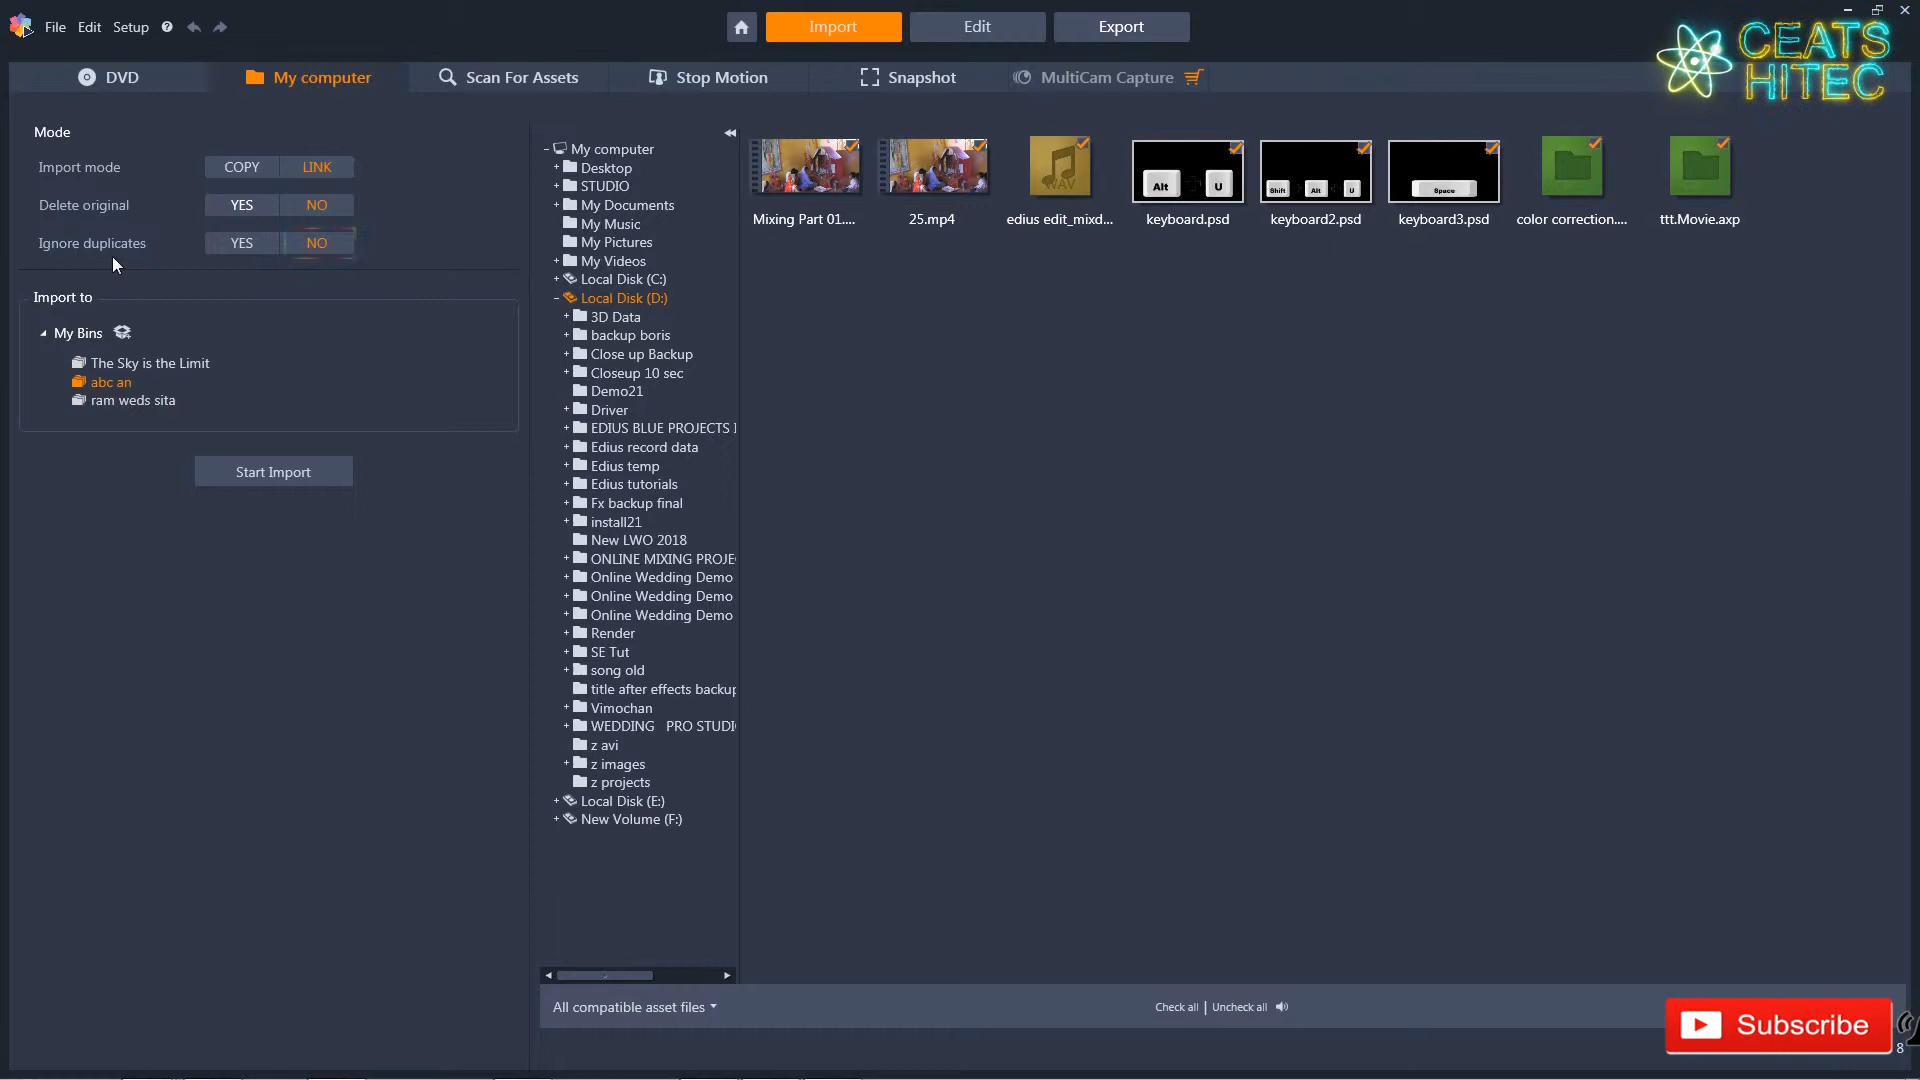 File Edit Setup ?
Import Edit Export
CEATS
HITEC
DVD My computer Scan For Assets Stop Motion Snapshot MultiCam Capture
Mode
Import mode COPY LINK
Delete original YES NO
Ignore duplicates YES NO
Import to
My Bins
The Sky is the Limit
abc an
ram weds sita
Start Import
My computer
Desktop
STUDIO
My Documents
My Music
My Pictures
My Videos
Local Disk (C:)
Local Disk (D:)
3D Data
backup boris
Close up Backup
Closeup 10 sec
Demo21
Driver
EDIUS BLUE PROJECTS
Edius record data
Edius temp
Edius tutorials
Fx backup final
install21
New LWO 2018
ONLINE MIXING PROJE
Online Wedding Demo
Online Wedding Demo
Online Wedding Demo
Render
SE Tut
song old
title after effects backup
Vimochan
WEDDING PRO STUDI
z avi
z images
z projects
Local Disk (E:)
New Volume (F:)
WAV
Alt + U
Shift Alt U
Space
Mixing Part 01.... 25.mp4 edius edit_mixd... keyboard.psd keyboard2.psd keyboard3.psd color correction.... ttt.Movie.axp
All compatible asset files
Check all | Uncheck all
Subscribe
8